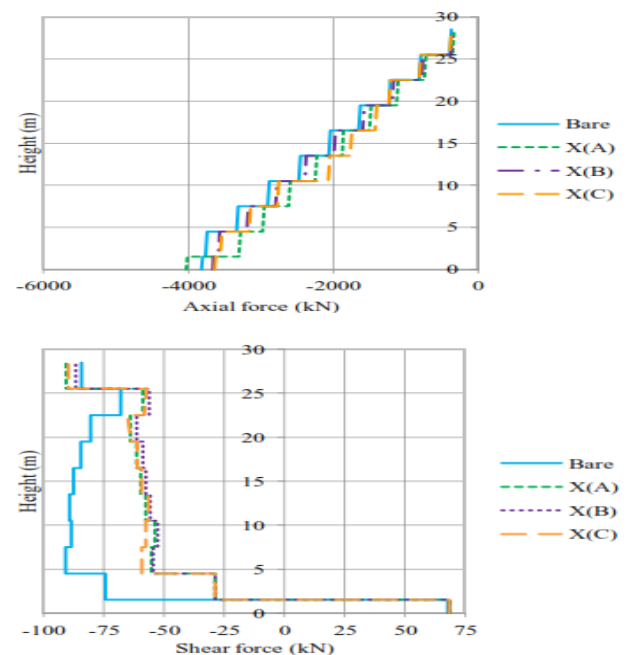 30
25
20
15
10
5
0
Height (m)
-6000
-4000
-2000
0
Axial force (kN)
Bare
X(A)
X(B)
X(C)
30
25
20
15
10
5
0
Height (m)
-100
-75
-50
-25
0
25
50
75
Shear force (kN)
Bare
X(A)
X(B)
X(C)